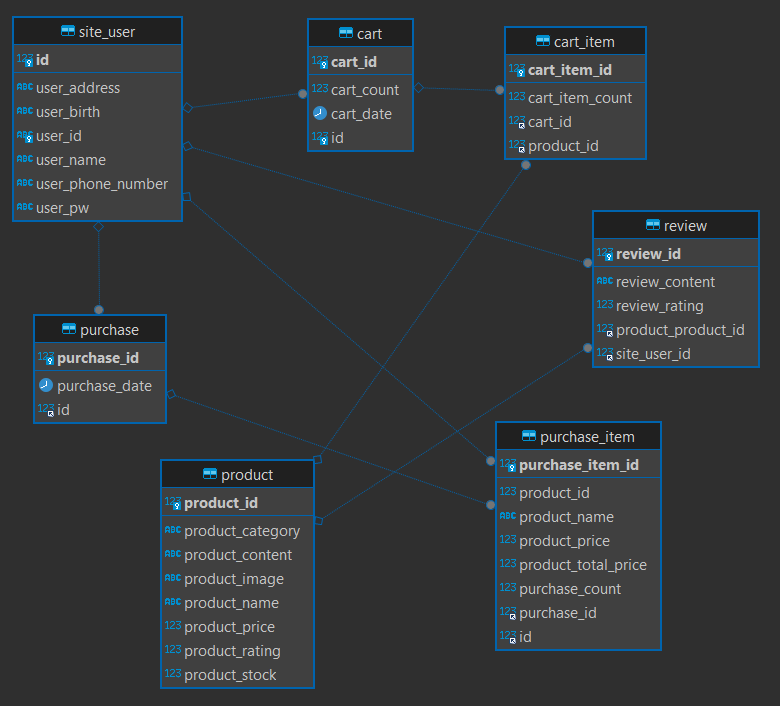 site_user
123 id
ABC user_address
ABC user_birth
ABC user_id
ABC user_name
ABC user_phone_number
ABC user_pw
cart
123 cart_id
123 cart_count
cart_date
123 id
cart_item
123 cart_item_id
123 cart_item_count
123 cart_id
123 product_id
review
123 review_id
ABC review_content
123 review_rating
123 product_product_id
123 site_user_id
purchase
123 purchase_id
purchase_date
123 id
product
123 product_id
ABC product_category
ABC product_content
ABC product_image
ABC product_name
123 product_price
123 product_rating
123 product_stock
purchase_item
123 purchase_item_id
123 product_id
ABC product_name
123 product_price
123 product_total_price
123 purchase_count
123 purchase_id
123 id